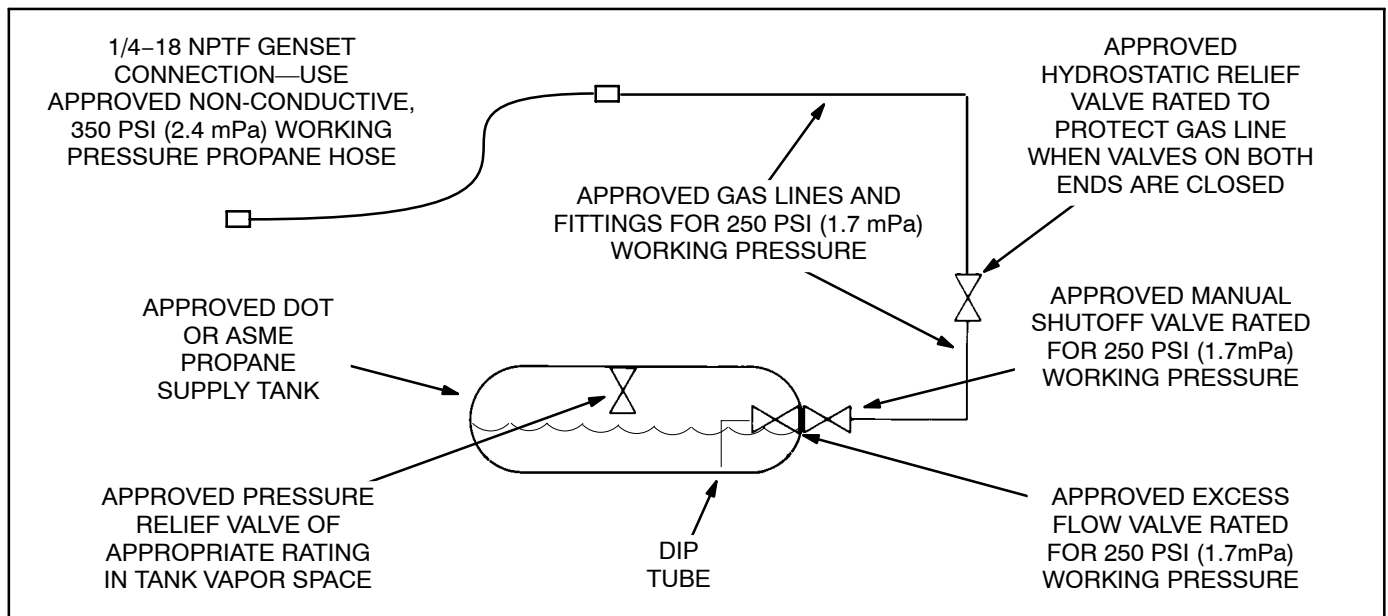 1/4–18 NPTF GENSET
CONNECTION—USE
APPROVED NON-CONDUCTIVE,
350 PSI (2.4 mPa) WORKING
PRESSURE PROPANE HOSE
APPROVED
HYDROSTATIC RELIEF
VALVE RATED TO
PROTECT GAS LINE
WHEN VALVES ON BOTH
ENDS ARE CLOSED
APPROVED GAS LINES AND
FITTINGS FOR 250 PSI (1.7 mPa)
WORKING PRESSURE
APPROVED DOT
OR ASME
PROPANE
SUPPLY TANK
APPROVED MANUAL
SHUTOFF VALVE RATED
FOR 250 PSI (1.7mPa)
WORKING PRESSURE
APPROVED PRESSURE
RELIEF VALVE OF
APPROPRIATE RATING
IN TANK VAPOR SPACE
DIP
TUBE
APPROVED EXCESS
FLOW VALVE RATED
FOR 250 PSI (1.7mPa)
WORKING PRESSURE